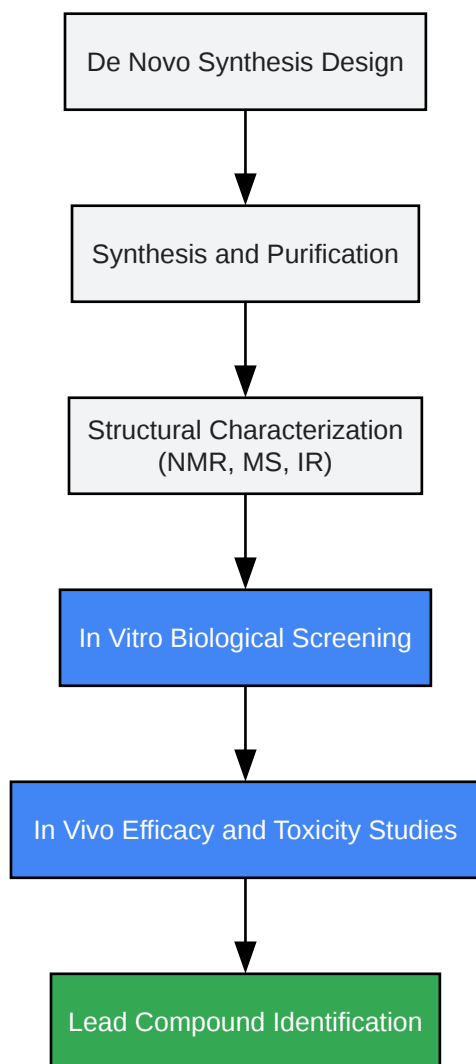 De Novo Synthesis Design
Synthesis and Purification
Structural Characterization
(NMR, MS, IR)
In Vitro Biological Screening
In Vivo Efficacy and Toxicity Studies
Lead Compound Identification